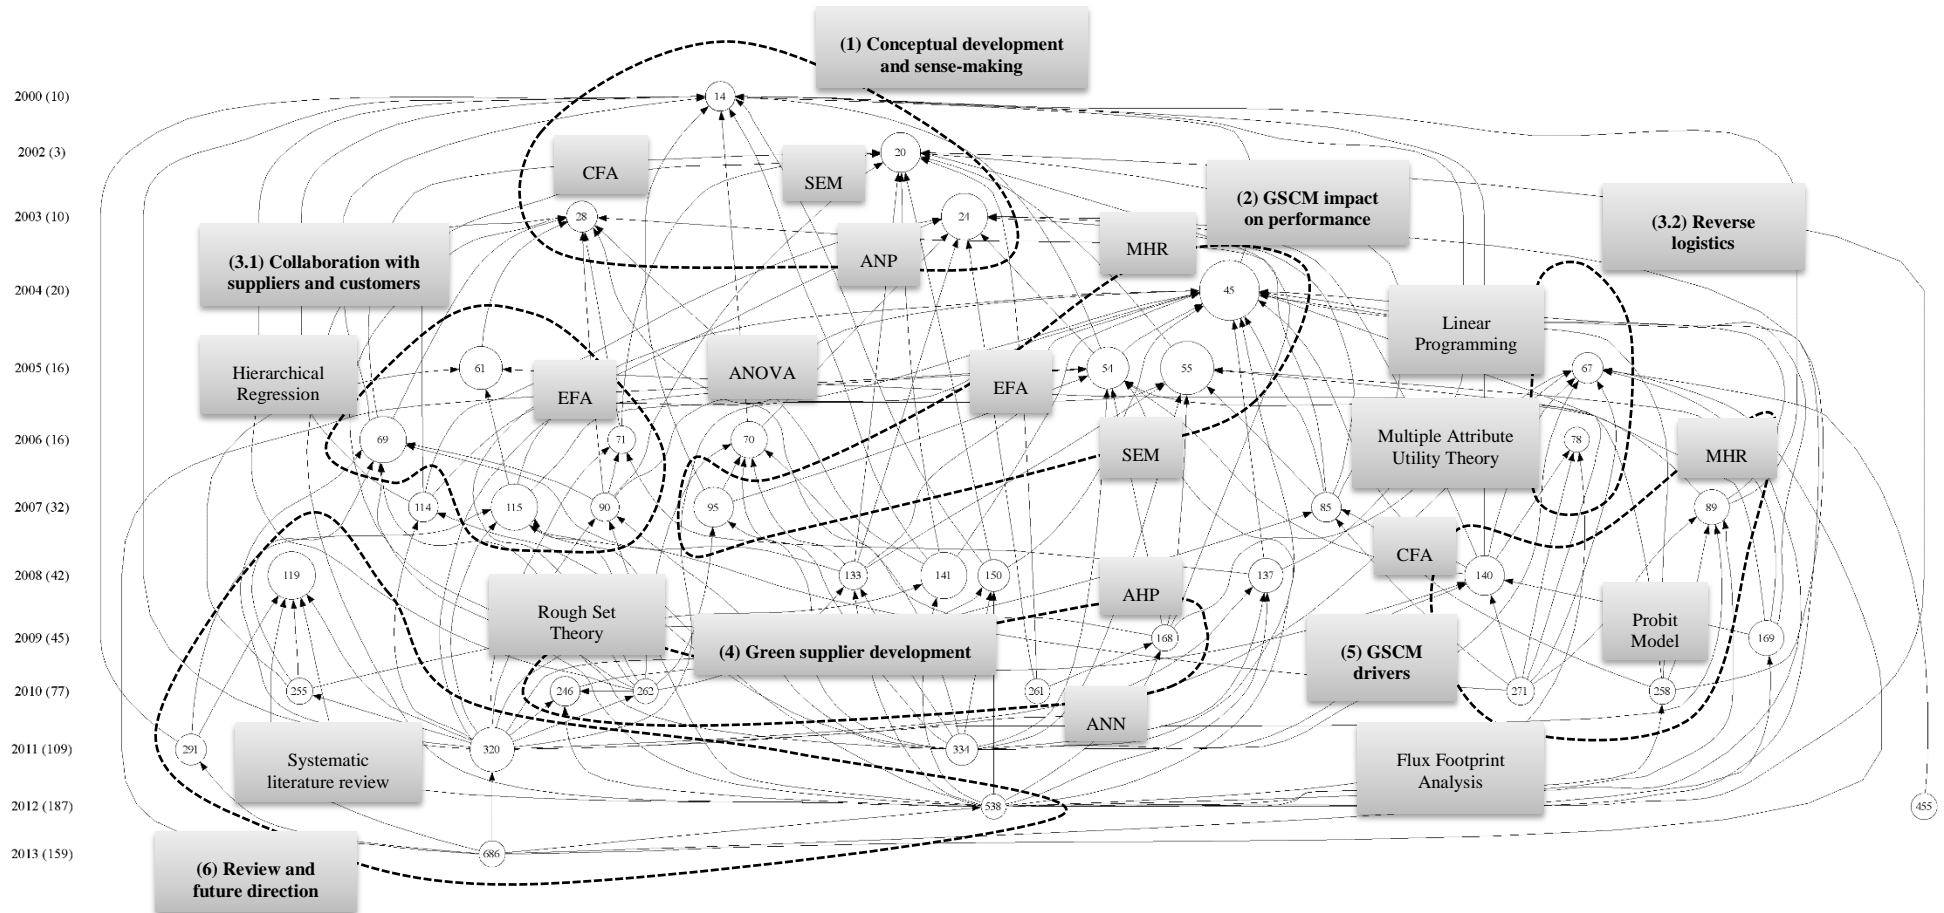 (1) Conceptual development
and sense-making
2000 (10)
14
2002 (3)
20
CFA
SEM
(2) GSCM impact
on performance
(3.2) Reverse
logistics
2003 (10)
28
24
MHR
ANP
(3.1) Collaboration with
suppliers and customers
2004 (20)
45
Linear
Programming
2005 (16)
61
54
55
67
Hierarchical
Regression
EFA
ANOVA
EFA
2006 (16)
69
71
70
78
SEM
Multiple Attribute
Utility Theory
MHR
2007 (32)
114
115
90
95
85
89
CFA
2008 (42)
119
133
141
150
137
140
AHP
Rough Set
Theory
Probit
Model
2009 (45)
168
169
(4) Green supplier development
(5) GSCM
drivers
2010 (77)
255
246
262
261
271
258
ANN
2011 (109)
291
320
334
Systematic
literature review
Flux Footprint
Analysis
2012 (187)
538
455
2013 (159)
686
(6) Review and
future direction